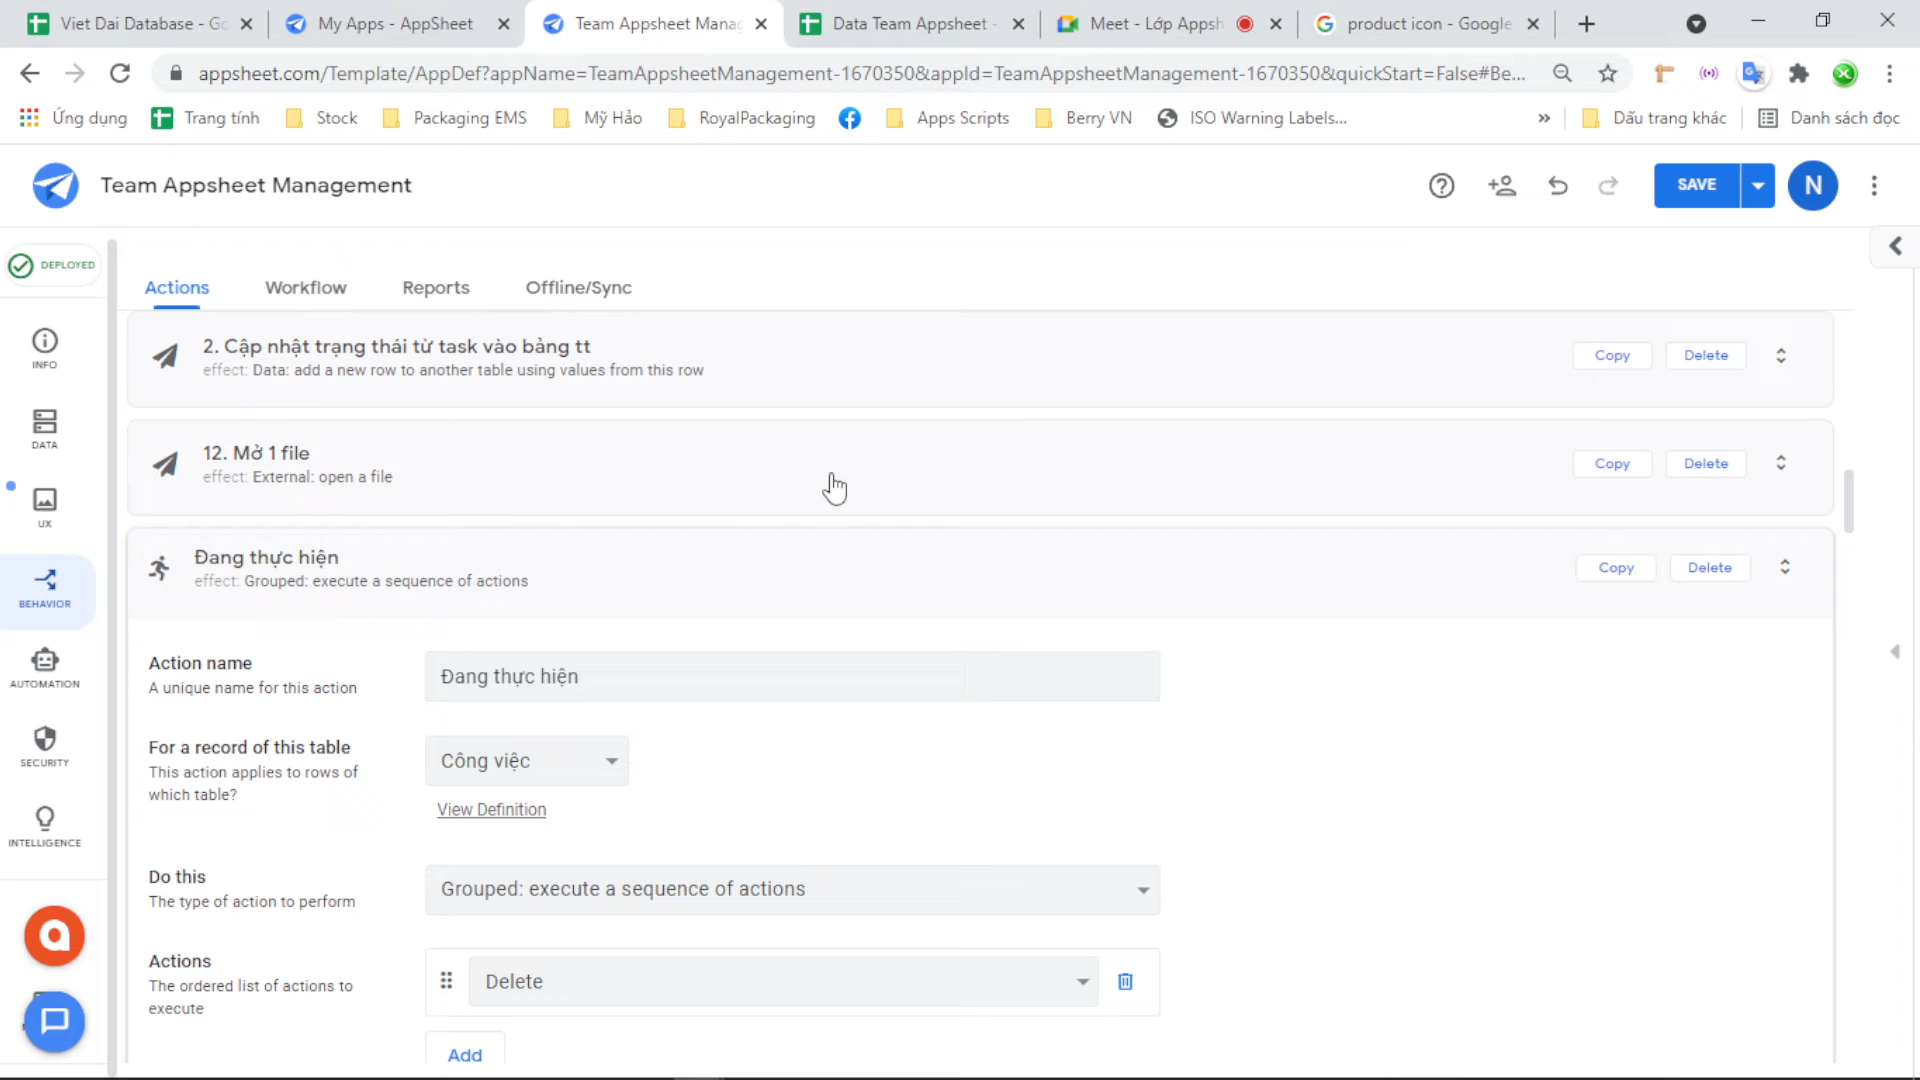 Viet Dai Database - Go
My Apps - AppSheet
Team Appsheet Manag
Data Team Appsheet -
Meet - Lớp Appsh
product icon - Google
appsheet.com/Template/AppDef?appName=TeamAppsheetManagement-1670350&appId=TeamAppsheetManagement-1670350&quickStart=False#Be...
Ứng dụng
Trang tính
Stock
Packaging EMS
Mỹ Hảo
RoyalPackaging
Apps Scripts
Berry VN
ISO Warning Labels...
»
Dấu trang khác
Danh sách đọc
Team Appsheet Management
SAVE
N
DEPLOYED
INFO
DATA
UX
BEHAVIOR
AUTOMATION
SECURITY
INTELLIGENCE
Actions
Workflow
Reports
Offline/Sync
2. Cập nhật trạng thái từ task vào bảng tt
effect: Data: add a new row to another table using values from this row
Copy
Delete
12. Mở 1 file
effect: External: open a file
Copy
Delete
Đang thực hiện
effect: Grouped: execute a sequence of actions
Copy
Delete
Action name
A unique name for this action
Đang thực hiện
For a record of this table
This action applies to rows of
which table?
Công việc
View Definition
Do this
The type of action to perform
Grouped: execute a sequence of actions
Actions
The ordered list of actions to
execute
Delete
Add